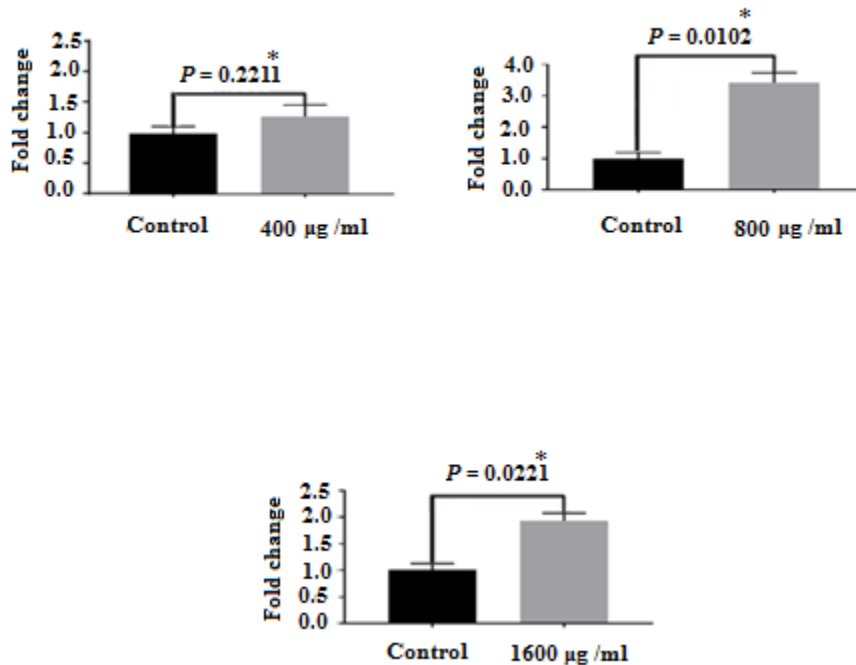 *
P = 0.2211
Fold change
2.5
2.0
1.5
1.0
0.5
0.0
Control
400 µg /ml
*
P = 0.0102
Fold change
4.0
3.0
2.0
1.0
0.0
Control
800 µg /ml
*
P = 0.0221
Fold change
2.5
2.0
1.5
1.0
0.5
0.0
Control
1600 µg /ml